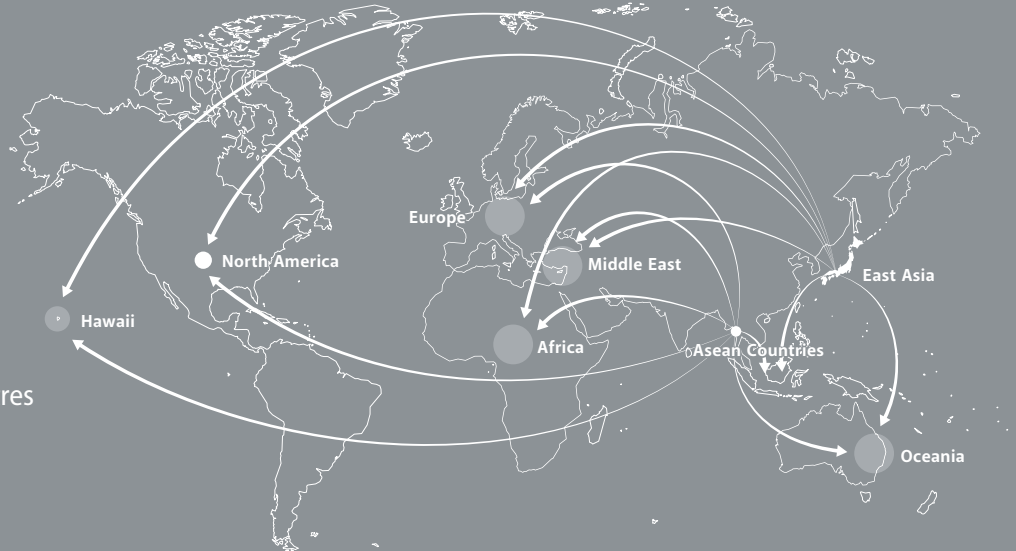 Europe
North America
Middle East
East Asia
Hawaii
Africa
Asean Countries
res
Oceania